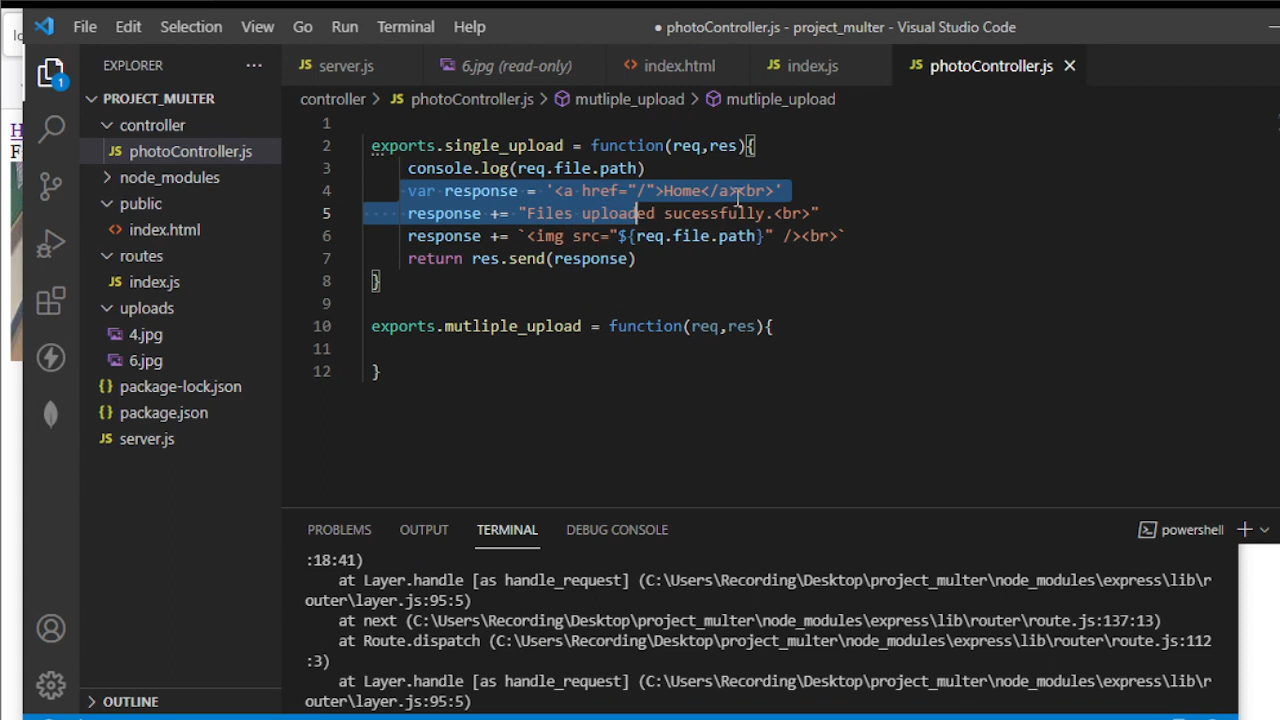 File Edit Selection View Go Run Terminal Help ● photoController.js - project_multer - Visual Studio Code
EXPLORER ···
JS server.js 6.jpg (read-only) <> index.html JS index.js JS photoController.js
controller > JS photoController.js > mutliple_upload > mutliple_upload
PROJECT_MULTER
controller
JS photoController.js
node_modules
public
<> index.html
routes
JS index.js
uploads
4.jpg
6.jpg
{} package-lock.json
{} package.json
JS server.js
OUTLINE
1
1
2 exports.single_upload = function(req,res){
3 console.log(req.file.path)
4 var response = '<a href="/">Home</a><br>'
5 response += "Files uploaded sucessfully.<br>"
6 response += `<img src="${req.file.path}" /><br>`
7 return res.send(response)
8 }
9
10 exports.mutliple_upload = function(req,res){
11
12 }
PROBLEMS OUTPUT TERMINAL DEBUG CONSOLE powershell
:18:41)
at Layer.handle [as handle_request] (C:\Users\Recording\Desktop\project_multer\node_modules\express\lib\r
outer\layer.js:95:5)
at next (C:\Users\Recording\Desktop\project_multer\node_modules\express\lib\router\route.js:137:13)
at Route.dispatch (C:\Users\Recording\Desktop\project_multer\node_modules\express\lib\router\route.js:112
:3)
at Layer.handle [as handle_request] (C:\Users\Recording\Desktop\project_multer\node_modules\express\lib\r
outer\layer.js:95:5)